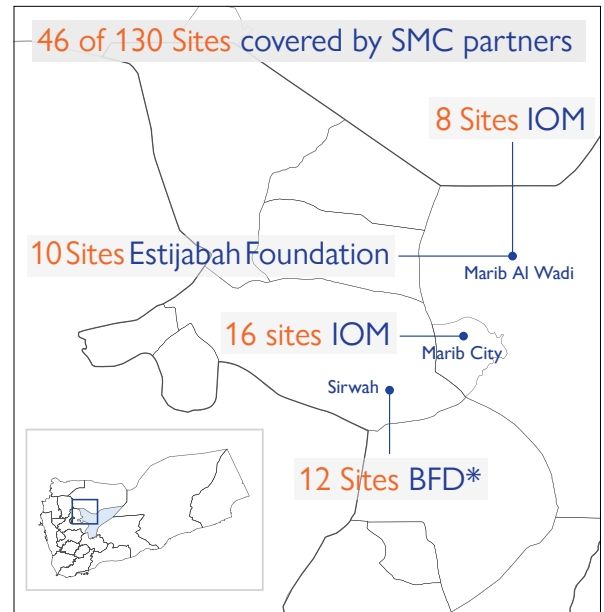 46 of 130 Sites covered by SMC partners
8 Sites IOM
10 Sites Estijabah Foundation
Marib Al Wadi
16 sites IOM
Marib City
Sirwah
12 Sites BFD*